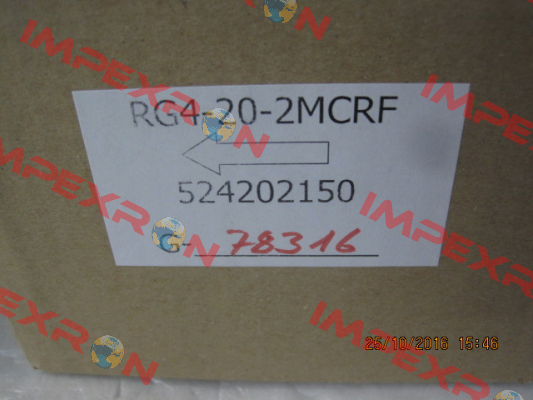 RG4-20-2MCRF
524202150
G- 78316
25/10/2016 15:46
IMPEXRON
IMPEXRON
IMPEXRON
IMPEXRON
IMPEXRON
IMPEXRON